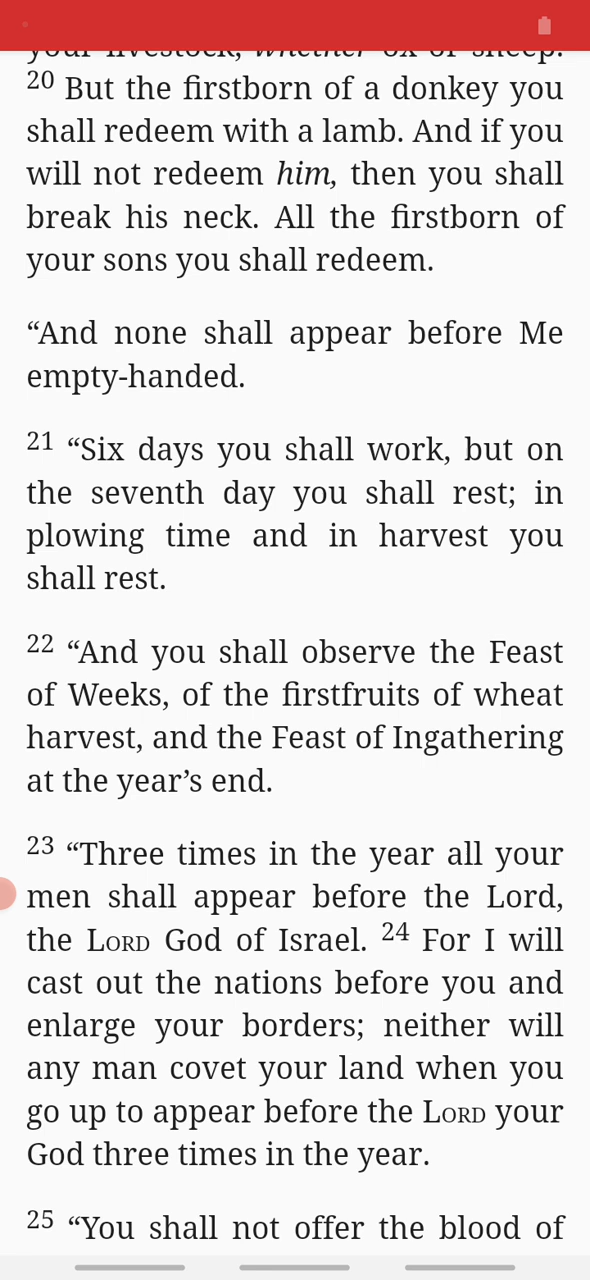 your livestock, whether ox or sheep.
20 But the firstborn of a donkey you
shall redeem with a lamb. And if you
will not redeem him, then you shall
break his neck. All the firstborn of
your sons you shall redeem.
“And none shall appear before Me
empty-handed.
21 “Six days you shall work, but on
the seventh day you shall rest; in
plowing time and in harvest you
shall rest.
22 “And you shall observe the Feast
of Weeks, of the firstfruits of wheat
harvest, and the Feast of Ingathering
at the year’s end.
23 “Three times in the year all your
men shall appear before the Lord,
the LORD God of Israel. 24 For I will
cast out the nations before you and
enlarge your borders; neither will
any man covet your land when you
go up to appear before the LORD your
God three times in the year.
25 “You shall not offer the blood of